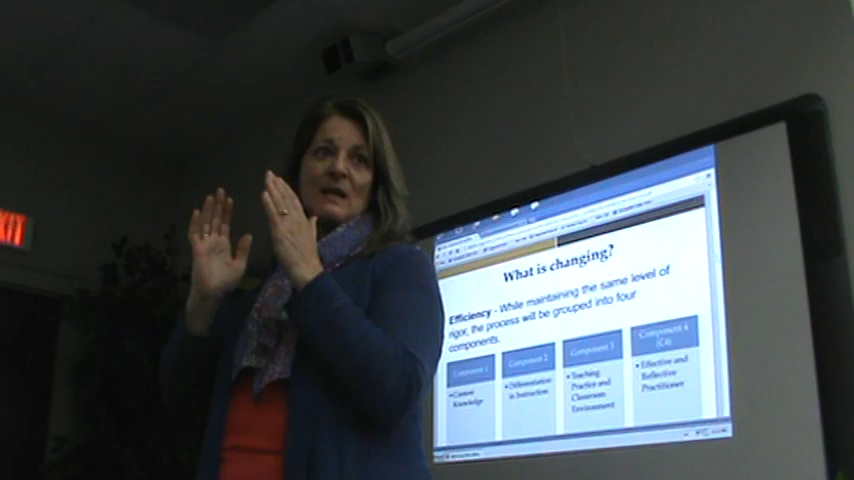 EXIT
What is changing?
Efficiency - While maintaining the same level of
rigor, the process will be grouped into four
components.
Component 1
Component 2
Component 3
Component 4
(C4)
• Content
Knowledge
• Differentiation
in Instruction
• Teaching
Practice and
Classroom
Environment
• Effective and
Reflective
Practitioner